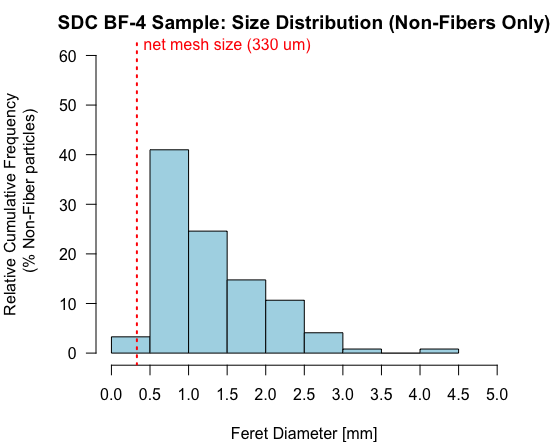 SDC BF-4 Sample: Size Distribution (Non-Fibers Only)
net mesh size (330 um)
Relative Cumulative Frequency
(% Non-Fiber particles)
60
50
40
30
20
10
0
0.0 0.5 1.0 1.5 2.0 2.5 3.0 3.5 4.0 4.5 5.0
Feret Diameter [mm]